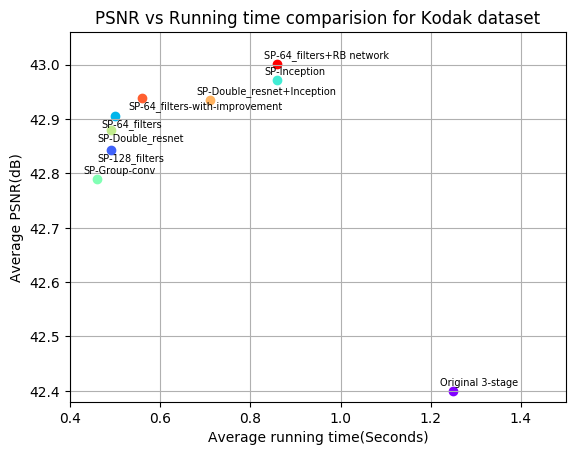 PSNR vs Running time comparision for Kodak dataset
43.0
42.9
42.8
42.7
42.6
42.5
42.4
Average PSNR(dB)
SP-64_filters+RB network
SP-Inception
SP-Double_resnet+Inception
SP-64_filters-with-improvement
SP-64_filters
SP-Double_resnet
SP-128_filters
SP-Group-conv
Original 3-stage
0.4 0.6 0.8 1.0 1.2 1.4
Average running time(Seconds)